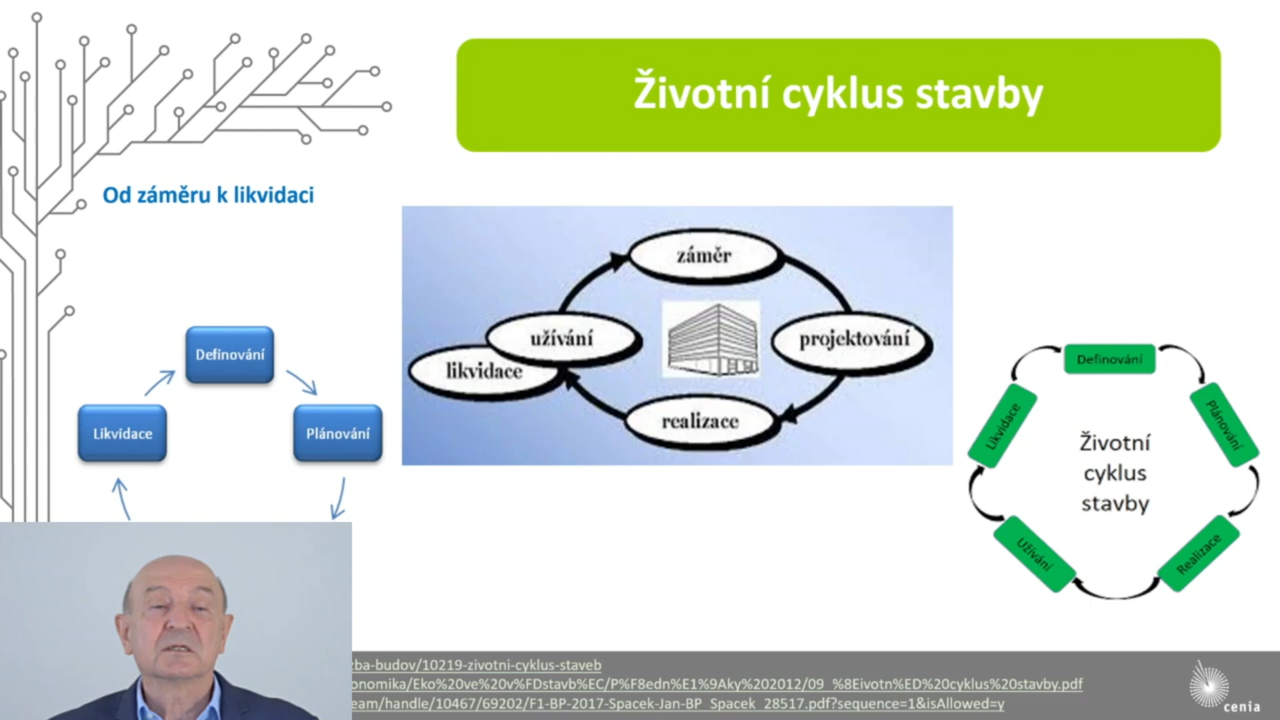 Životní cyklus stavby
Od záměru k likvidaci
Definování
Likvidace
Plánování
záměr
užívání
projektování
likvidace
realizace
Definování
Likvidace
Plánování
Životní
cyklus
stavby
Užívání
Realizace
zba-budov/10219-zivotni-cyklus-staveb
onomika/Eko%20ve%20v%FDstavb%EC/P%F8edn%E1%9Aky%202012/09_%8Eivotn%ED%20cyklus%20stavby.pdf
eam/handle/10467/69202/F1-BP-2017-Spacek-Jan-BP_Spacek_28517.pdf?sequence=1&isAllowed=y
cenia